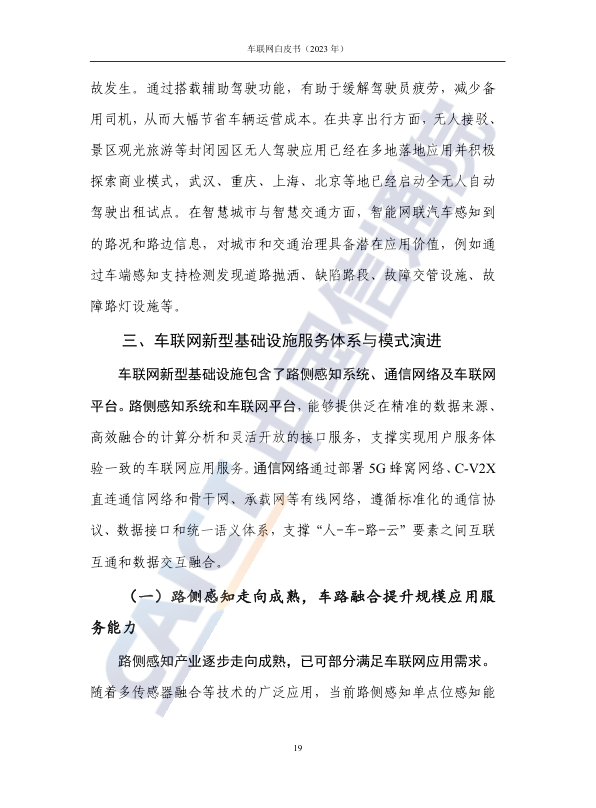 车联网白皮书（2023 年）
故发生。通过搭载辅助驾驶功能，有助于缓解驾驶员疲劳，减少备
用司机，从而大幅节省车辆运营成本。在共享出行方面，无人接驳、
景区观光旅游等封闭园区无人驾驶应用已经在多地落地应用并积极
探索商业模式，武汉、重庆、上海、北京等地已经启动全无人自动
驾驶出租试点。在智慧城市与智慧交通方面，智能网联汽车感知到
的路况和路边信息，对城市和交通治理具备潜在应用价值，例如通
过车端感知支持检测发现道路抛洒、缺陷路段、故障交管设施、故
障路灯设施等。
三、车联网新型基础设施服务体系与模式演进
车联网新型基础设施包含了路侧感知系统、通信网络及车联网
平台。路侧感知系统和车联网平台，能够提供泛在精准的数据来源、
高效融合的计算分析和灵活开放的接口服务，支撑实现用户服务体
验一致的车联网应用服务。通信网络通过部署 5G 蜂窝网络、C-V2X
直连通信网络和骨干网、承载网等有线网络，遵循标准化的通信协
议、数据接口和统一语义体系，支撑“人-车-路-云”要素之间互联
互通和数据交互融合。
（一）路侧感知走向成熟，车路融合提升规模应用服
务能力
路侧感知产业逐步走向成熟，已可部分满足车联网应用需求。
随着多传感器融合等技术的广泛应用，当前路侧感知单点位感知能
19
CAICT 中国信通院